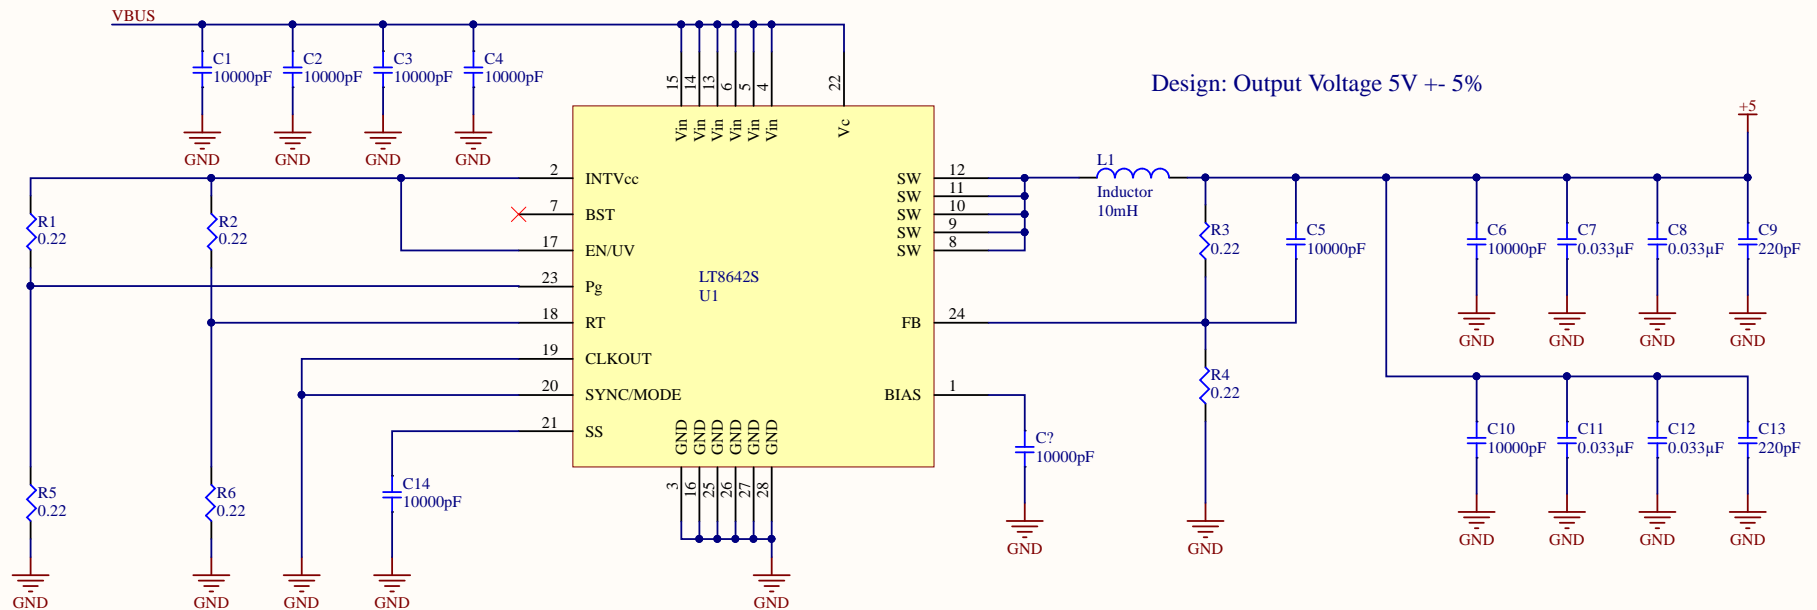 VBUS
C1
10000pF
C2
10000pF
C3
10000pF
C4
10000pF
GND
GND
GND
GND
Design: Output Voltage 5V +- 5%
+5
15
14
13
6
5
4
22
Vin
Vin
Vin
Vin
Vin
Vin
Vc
2
INTVcc
7
BST
17
EN/UV
23
Pg
18
RT
19
CLKOUT
20
SYNC/MODE
21
SS
LT8642S
U1
SW
12
SW
11
SW
10
SW
9
SW
8
FB
24
BIAS
1
GND
GND
GND
GND
GND
GND
3
16
25
26
27
28
GND
R1
0.22
R2
0.22
R5
0.22
R6
0.22
C14
10000pF
GND
GND
GND
GND
L1
Inductor
10mH
R3
0.22
C5
10000pF
R4
0.22
C?
10000pF
GND
GND
C6
10000pF
C7
0.033µF
C8
0.033µF
C9
220pF
GND
GND
GND
GND
C10
10000pF
C11
0.033µF
C12
0.033µF
C13
220pF
GND
GND
GND
GND